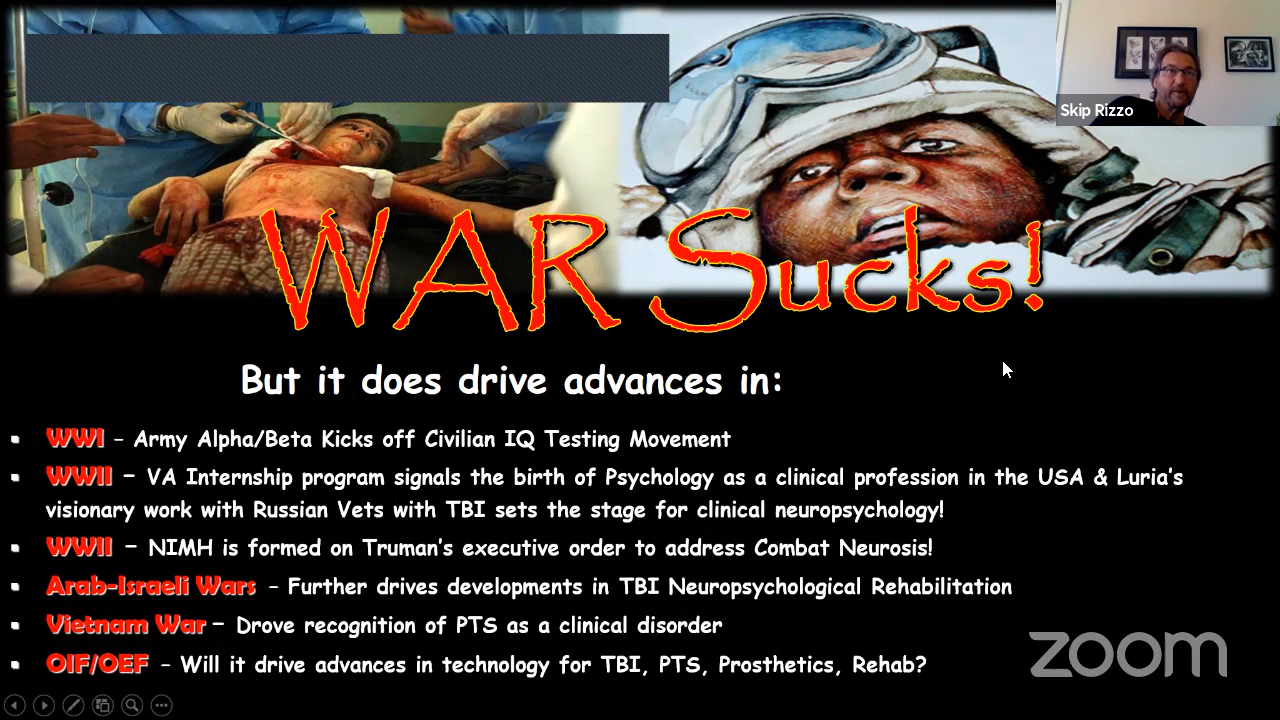 Skip Rizzo
WAR Sucks!
But it does drive advances in:
▪ WWI – Army Alpha/Beta Kicks off Civilian IQ Testing Movement
▪ WWII – VA Internship program signals the birth of Psychology as a clinical profession in the USA & Luria's
visionary work with Russian Vets with TBI sets the stage for clinical neuropsychology!
▪ WWII – NIMH is formed on Truman's executive order to address Combat Neurosis!
▪ Arab-Israeli Wars – Further drives developments in TBI Neuropsychological Rehabilitation
▪ Vietnam War – Drove recognition of PTS as a clinical disorder
▪ OIF/OEF – Will it drive advances in technology for TBI, PTS, Prosthetics, Rehab?
zoom